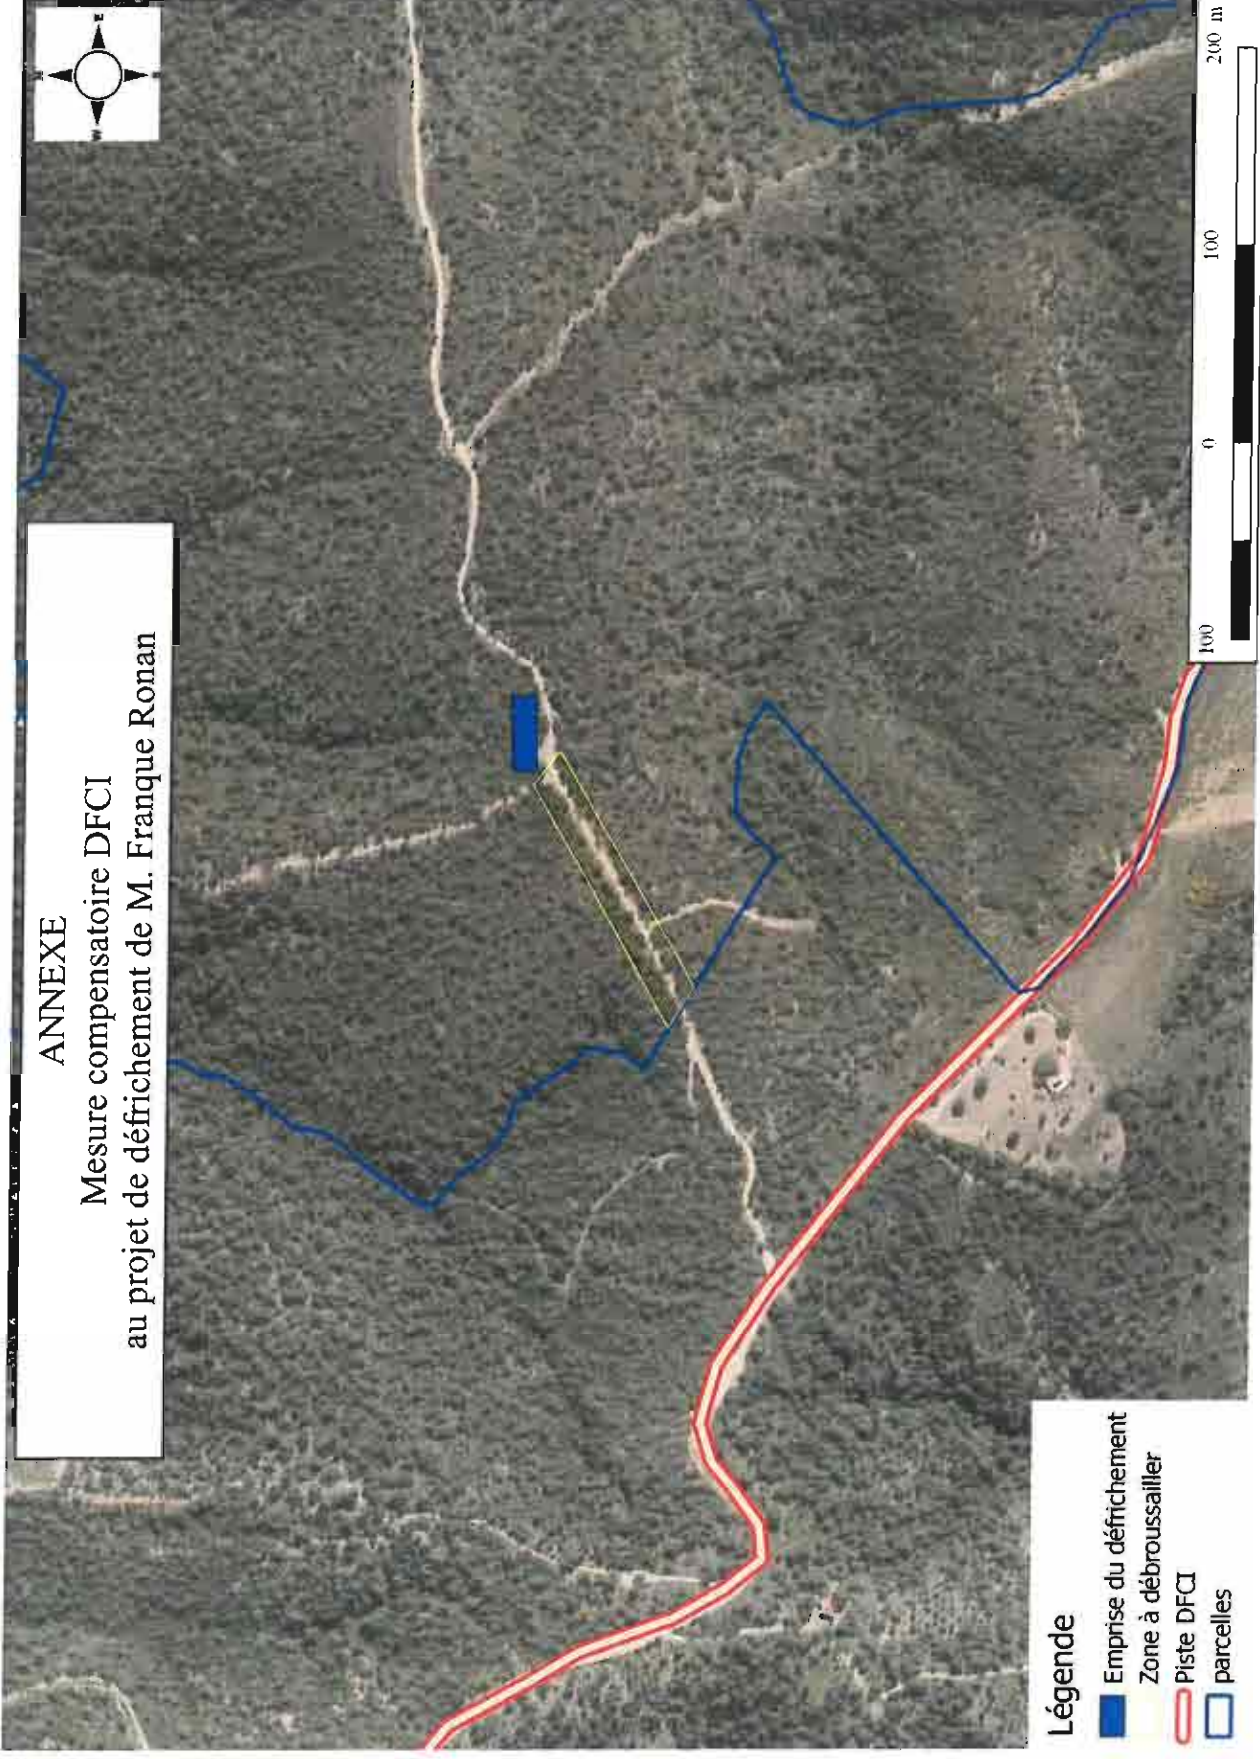 ANNEXE
Mesure compensatoire DFCI
au projet de défrichement de M. Franque Ronan
Légende
Emprise du défrichement
Zone à débroussailler
Piste DFCI
parcelles
100 0 100 200 m
W
E